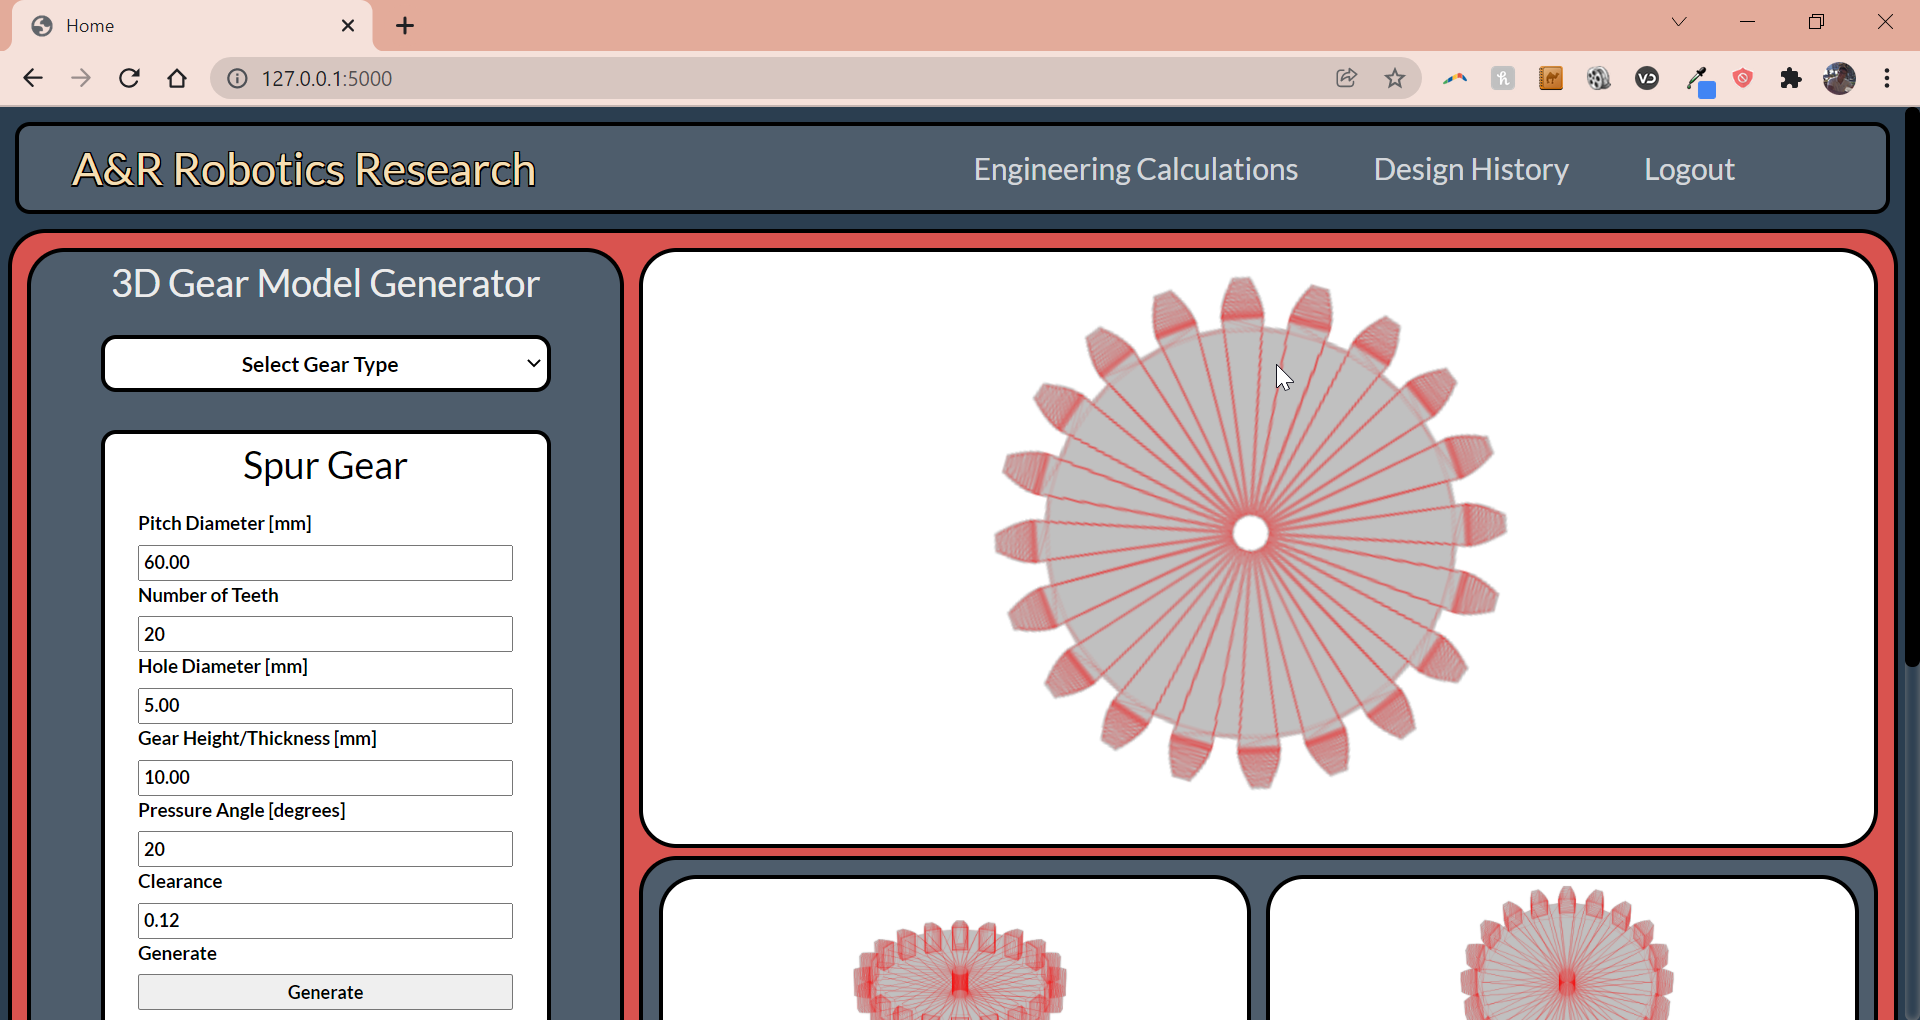 Home
127.0.0.1:5000
A&R Robotics Research
Engineering Calculations
Design History
Logout
3D Gear Model Generator
Select Gear Type
Spur Gear
Pitch Diameter [mm]
60.00
Number of Teeth
20
Hole Diameter [mm]
5.00
Gear Height/Thickness [mm]
10.00
Pressure Angle [degrees]
20
Clearance
0.12
Generate
Generate